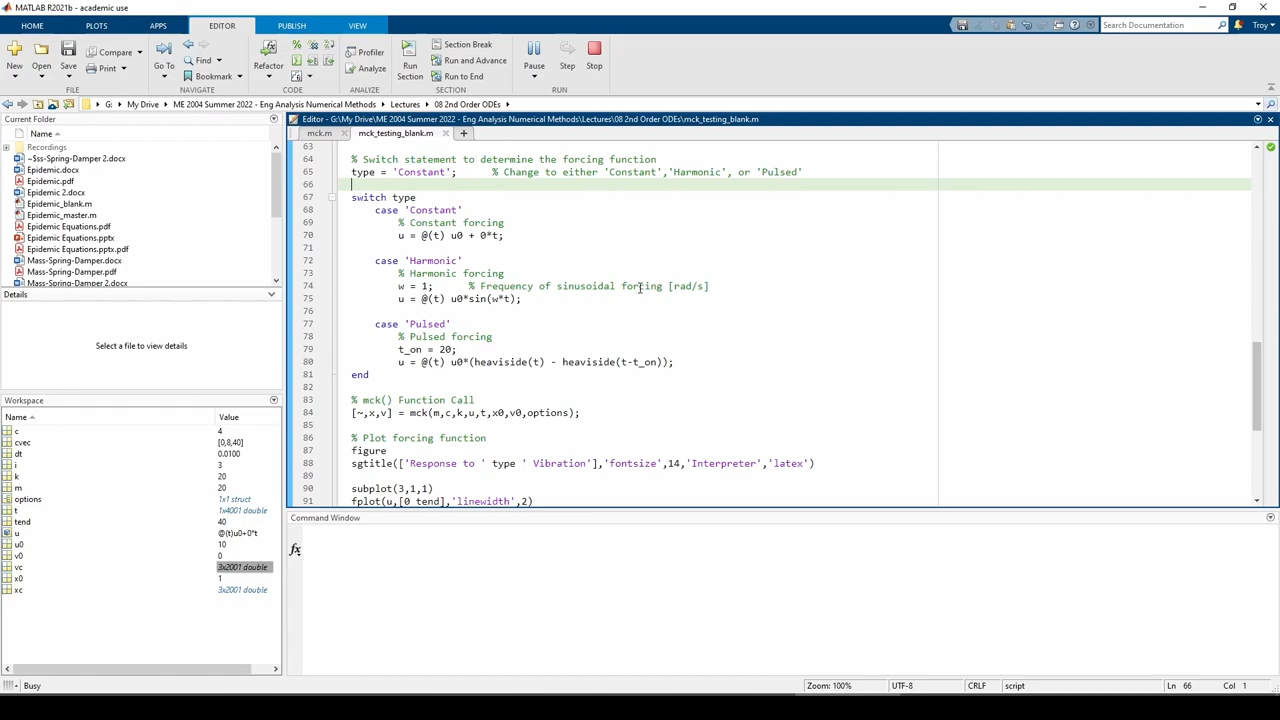 MATLAB R2021b - academic use
HOME PLOTS APPS EDITOR PUBLISH VIEW Search Documentation Troy
New Open Save Compare Print Go To Find Bookmark Refactor Profiler Analyze Run Section Section Break Run and Advance Run to End Pause Step Stop
FILE NAVIGATE CODE ANALYZE SECTION RUN
G: My Drive ME 2004 Summer 2022 - Eng Analysis Numerical Methods Lectures 08 2nd Order ODEs
Current Folder
Name
Recordings
~$ss-Spring-Damper 2.docx
Epidemic.docx
Epidemic.pdf
Epidemic 2.docx
Epidemic_blank.m
Epidemic_master.m
Epidemic Equations.pdf
Epidemic Equations.pptx
Epidemic Equations.pptx.pdf
Mass-Spring-Damper.docx
Mass-Spring-Damper.pdf
Mass-Spring-Damper 2.docx
Details
Select a file to view details
Workspace
Name Value
c 4
cvec [0,8,40]
dt 0.0100
i 3
k 20
m 20
options 1x1 struct
t 1x4001 double
tend 40
u @(t)u0+0*t
u0 10
v0 0
vc 3x2001 double
x0 1
xc 3x2001 double
Editor - G:\My Drive\ME 2004 Summer 2022 - Eng Analysis Numerical Methods\Lectures\08 2nd Order ODEs\mck_testing_blank.m
mck.m mck_testing_blank.m
63
64 % Switch statement to determine the forcing function
65 type = 'Constant'; % Change to either 'Constant','Harmonic', or 'Pulsed'
66
67 switch type
68 case 'Constant'
69 % Constant forcing
70 u = @(t) u0 + 0*t;
71
72 case 'Harmonic'
73 % Harmonic forcing
74 w = 1; % Frequency of sinusoidal forcing [rad/s]
75 u = @(t) u0*sin(w*t);
76
77 case 'Pulsed'
78 % Pulsed forcing
79 t_on = 20;
80 u = @(t) u0*(heaviside(t) - heaviside(t-t_on));
81 end
82
83 % mck() Function Call
84 [~,x,v] = mck(m,c,k,u,t,x0,v0,options);
85
86 % Plot forcing function
87 figure
88 sgtitle(['Response to ' type ' Vibration'],'fontsize',14,'Interpreter','latex')
89
90 subplot(3,1,1)
91 fplot(u,[0 tend],'linewidth',2)
Command Window
fx
Busy Zoom: 100% UTF-8 CRLF script Ln 66 Col 1